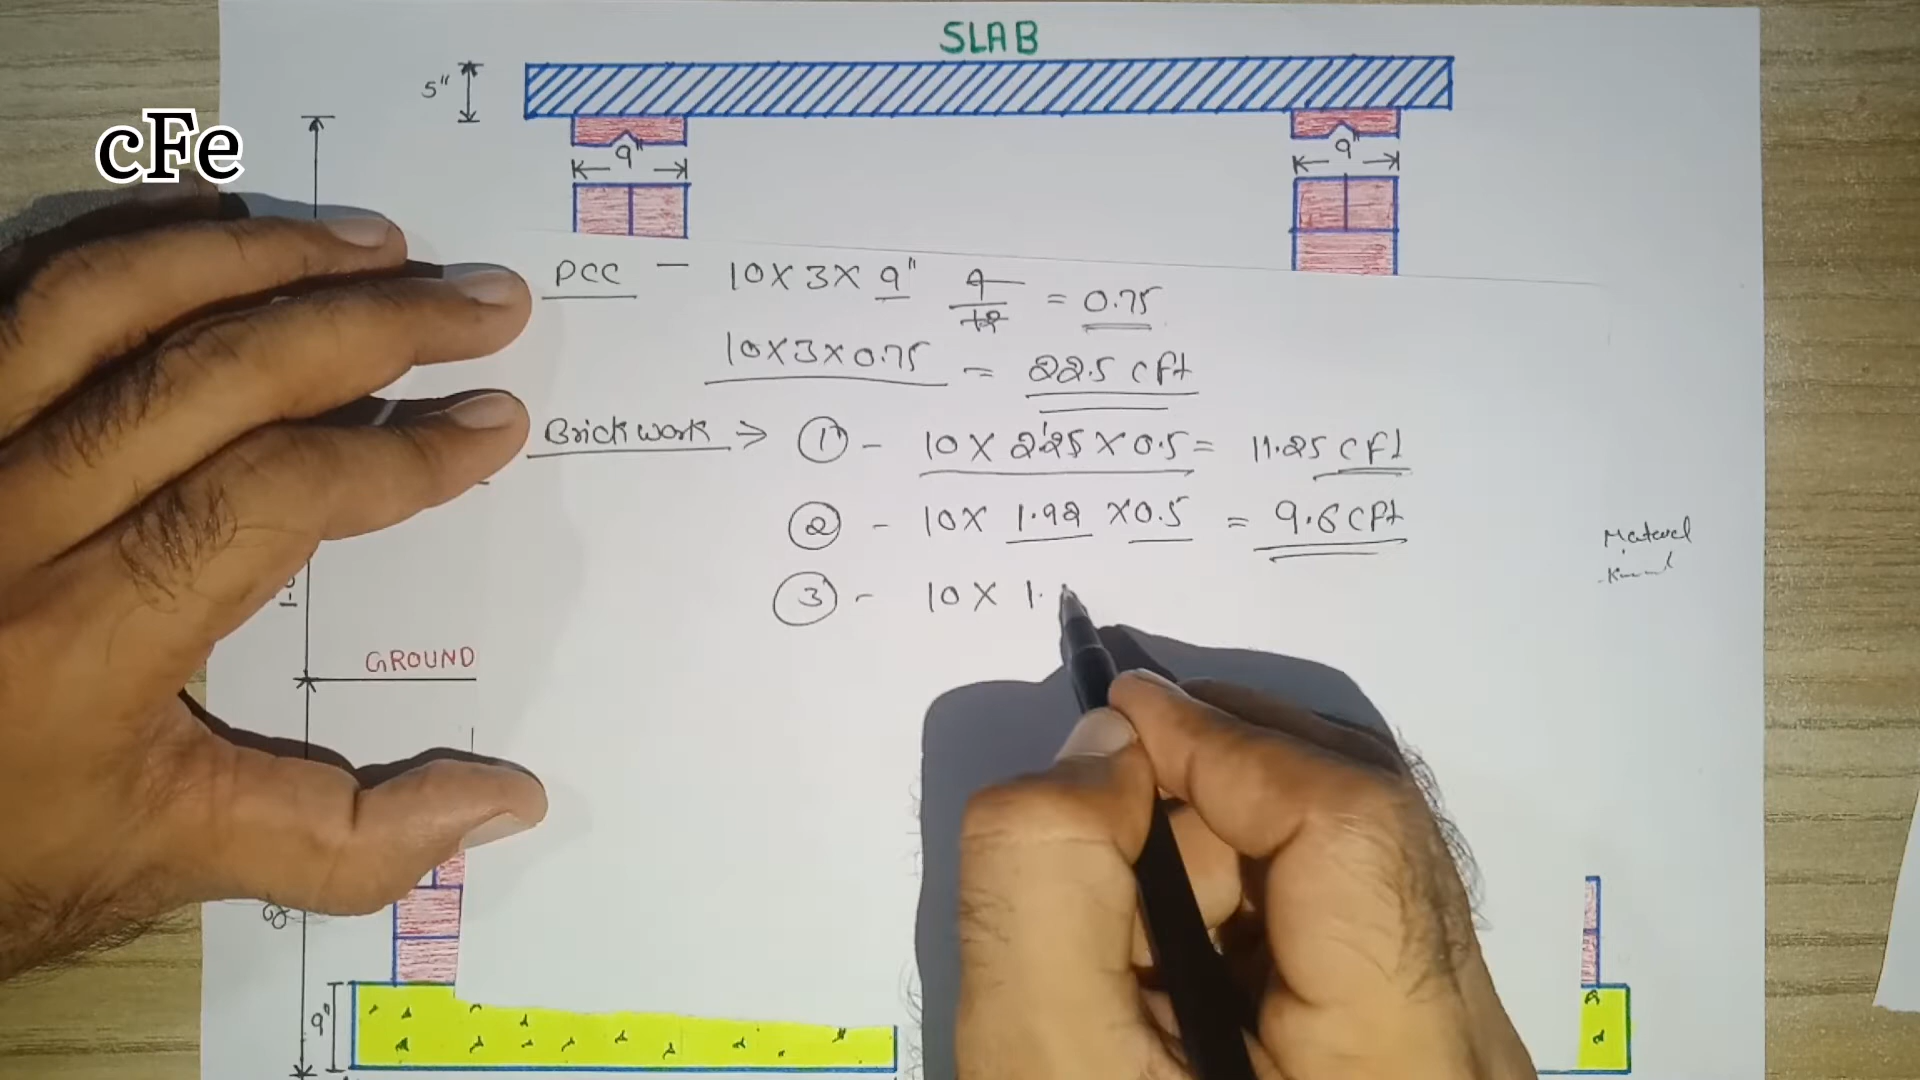 SLAB
5"
cFe
9"
9"
PCC - 10 X 3 X 9" 9/12 = 0.75
10 X 3 X 0.75 = 22.5 cft
Brickwork → ① - 10 X 2.25 X 0.5 = 11.25 cft
② - 10 X 1.92 X 0.5 = 9.6 cft
③ - 10 X 1.
GROUND
9"